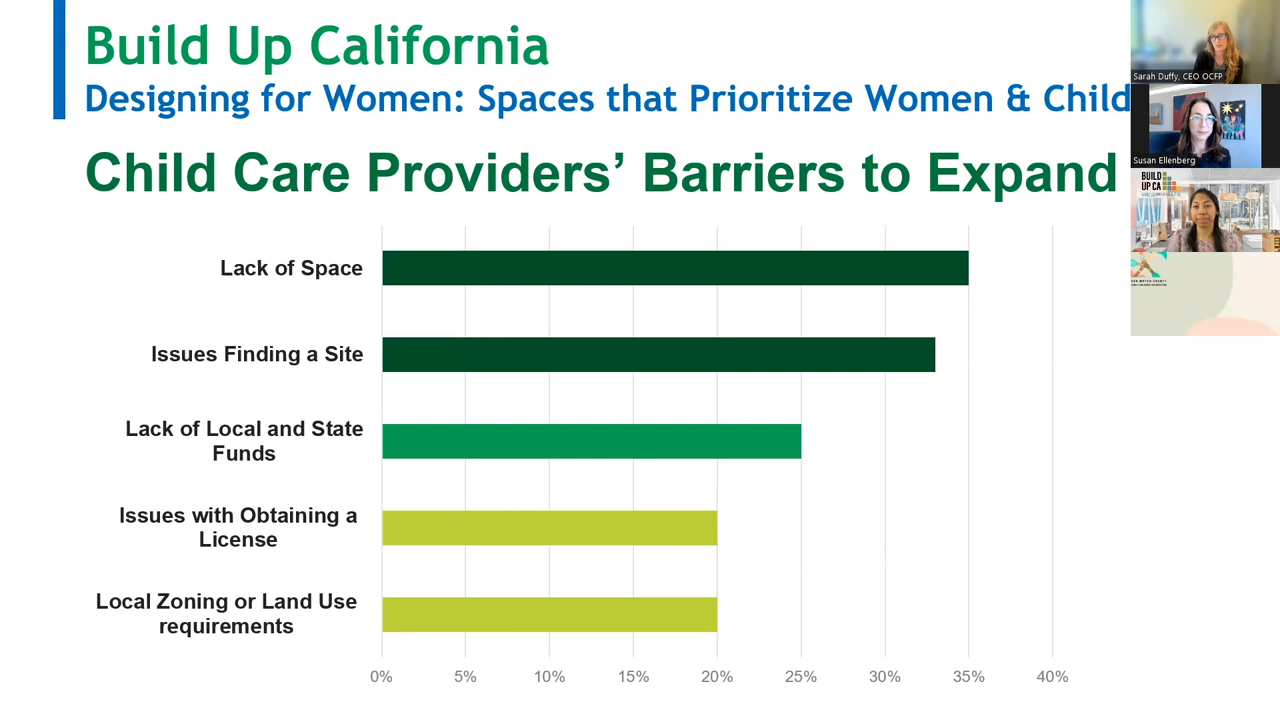 Build Up California
Designing for Women: Spaces that Prioritize Women & Child
Child Care Providers’ Barriers to Expand
Lack of Space
Issues Finding a Site
Lack of Local and State
Funds
Issues with Obtaining a
License
Local Zoning or Land Use
requirements
0%
5%
10%
15%
20%
25%
30%
35%
40%
Sarah Duffy, CEO OCFP
Susan Ellenberg
BUILD
UP CA